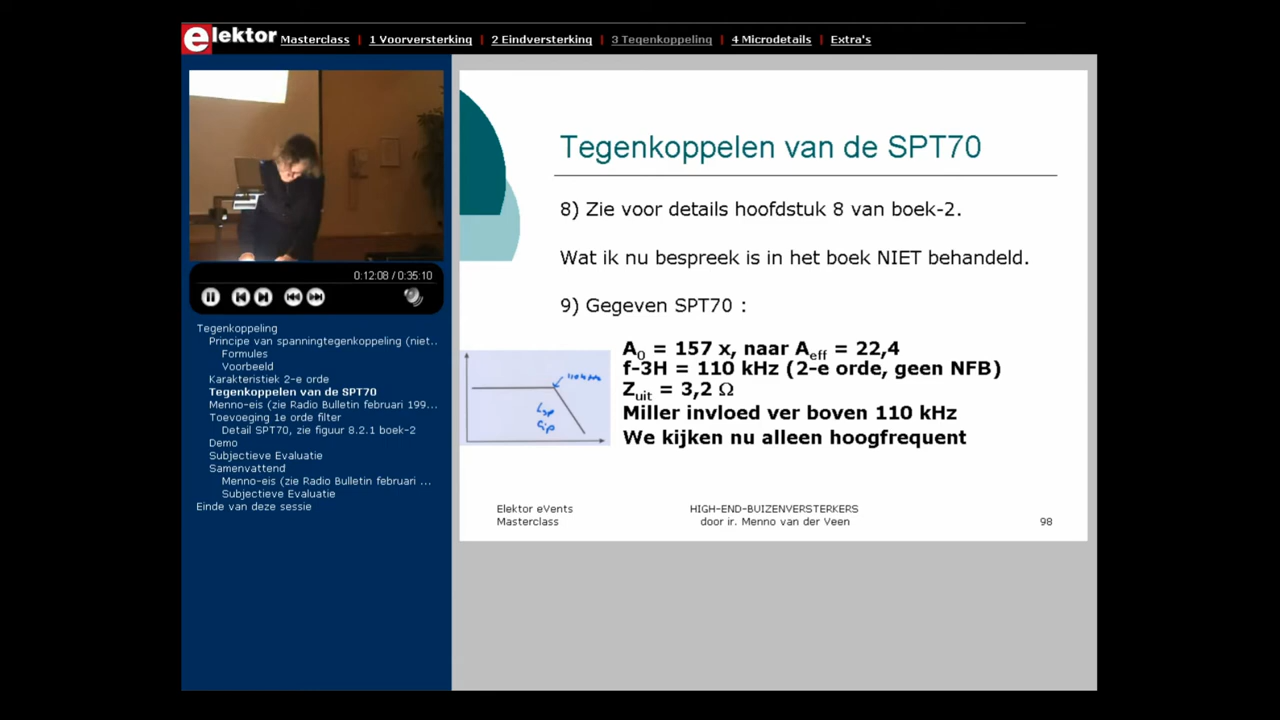 elektor Masterclass | 1 Voorversterking | 2 Eindversterking | 3 Tegenkoppeling | 4 Microdetails | Extra's
0:12:08 / 0:35:10
Tegenkoppeling
Principe van spanningtegenkoppeling (niet...
Formules
Voorbeeld
Karakteristiek 2-e orde
Tegenkoppelen van de SPT70
Menno-eis (zie Radio Bulletin februari 199...
Toevoeging 1e orde filter
Detail SPT70, zie figuur 8.2.1 boek-2
Demo
Subjectieve Evaluatie
Samenvattend
Menno-eis (zie Radio Bulletin februari ...
Subjectieve Evaluatie
Einde van deze sessie
Tegenkoppelen van de SPT70
8) Zie voor details hoofdstuk 8 van boek-2.
Wat ik nu bespreek is in het boek NIET behandeld.
9) Gegeven SPT70 :
A0 = 157 x, naar Aeff = 22,4
f-3H = 110 kHz (2-e orde, geen NFB)
Zuit = 3,2 Ω
Miller invloed ver boven 110 kHz
We kijken nu alleen hoogfrequent
Elektor eVents
Masterclass
HIGH-END-BUIZENVERSTERKERS
door ir. Menno van der Veen
98